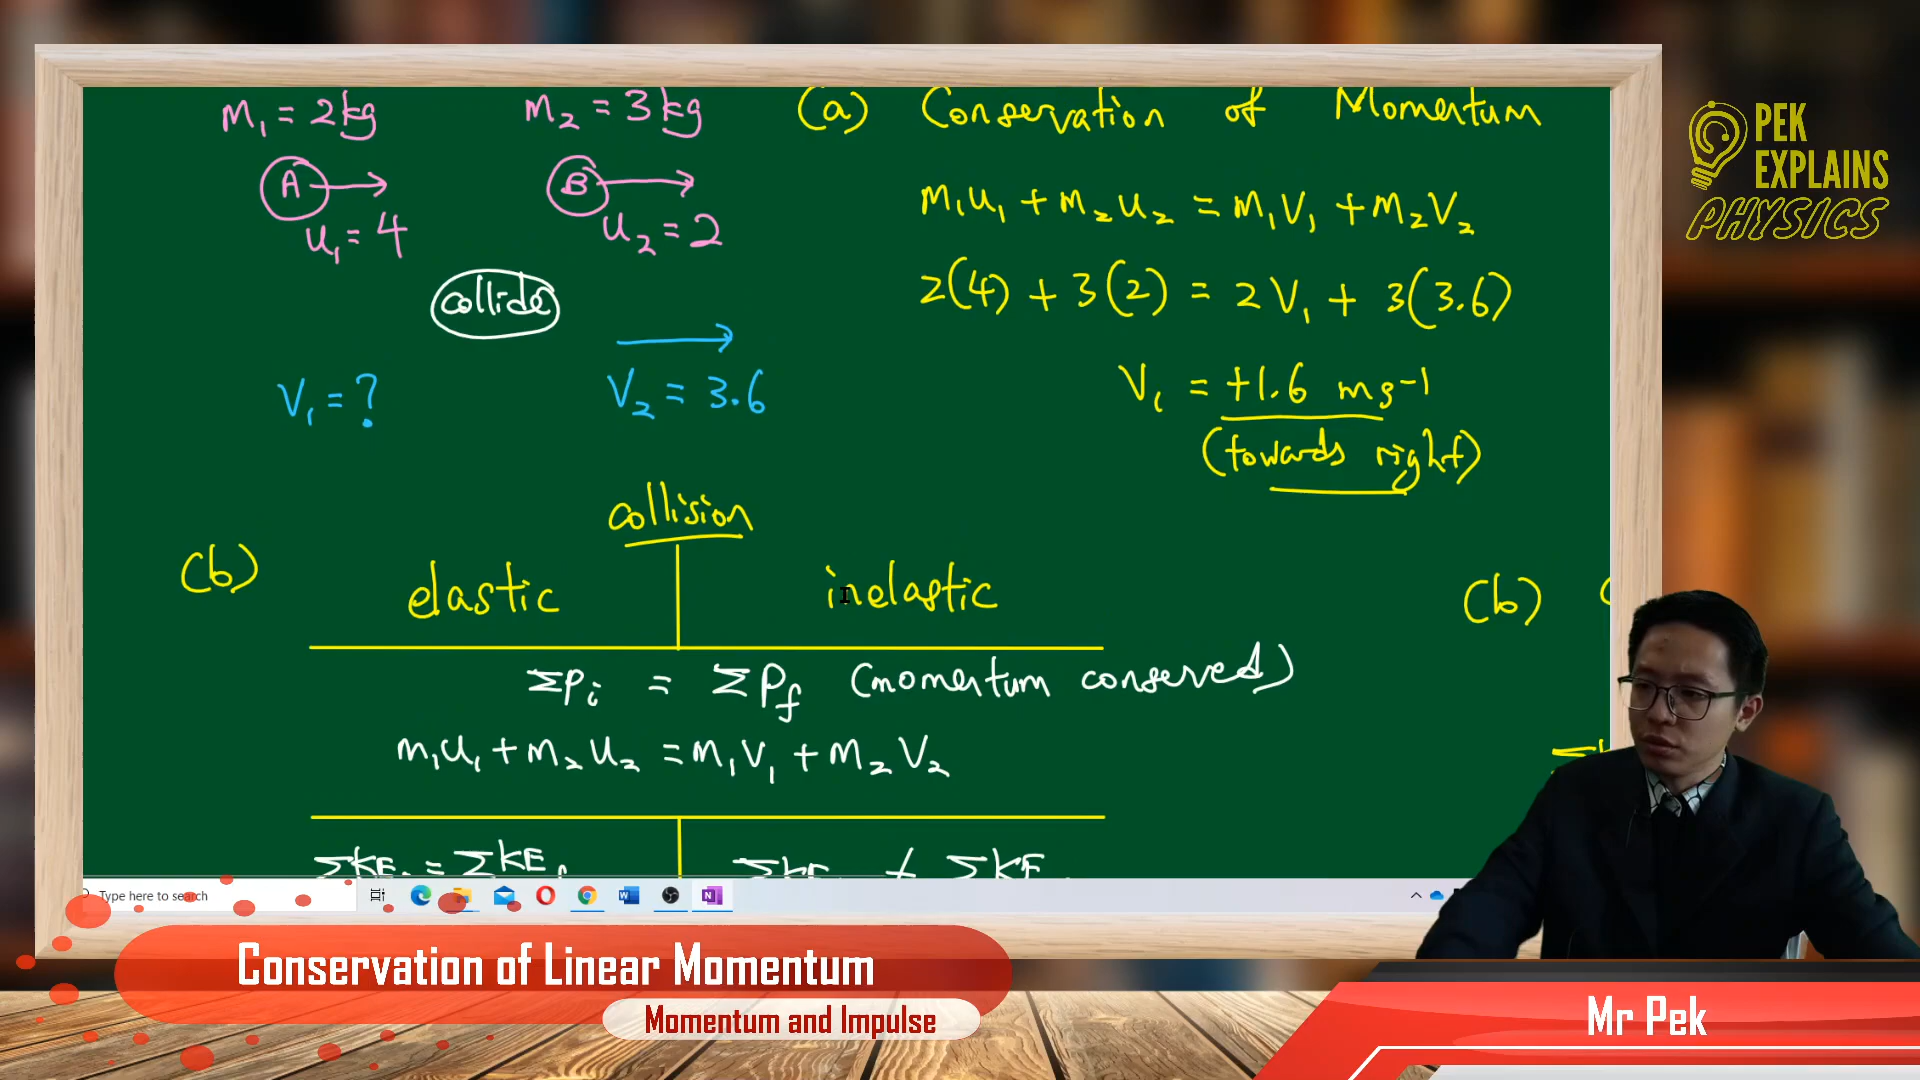 m₁ = 2kg
m₂ = 3kg
A
B
u₁ = 4
u₂ = 2
collide
V₁ = ?
V₂ = 3.6
(a) Conservation of Momentum
m₁u₁ + m₂u₂ = m₁V₁ + m₂V₂
2(4) + 3(2) = 2V₁ + 3(3.6)
V₁ = +1.6 ms-1
(towards right)
collision
(b)
elastic
inelastic
Σpᵢ = ΣPf (momentum conserved)
m₁u₁ + m₂u₂ = m₁V₁ + m₂V₂
ΣKEᵢ = ΣKEf
(b)
PEK
EXPLAINS
PHYSICS
Type here to search
Conservation of Linear Momentum
Momentum and Impulse
Mr Pek